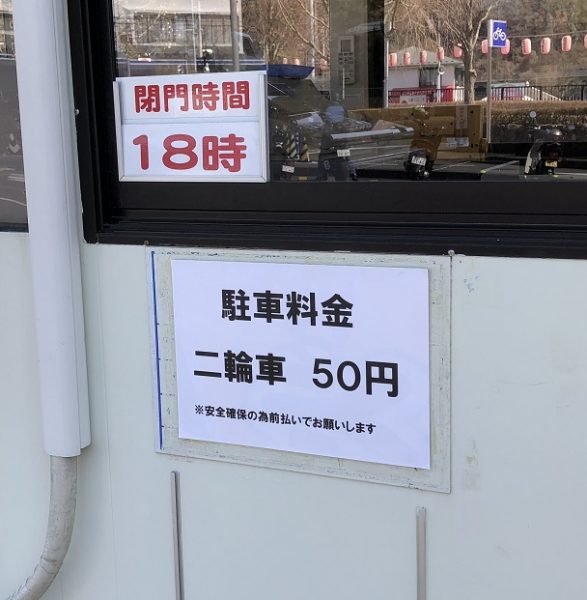 閉門時間
18時
駐車料金
二輪車 50円
※安全確保の為前払いでお願いします